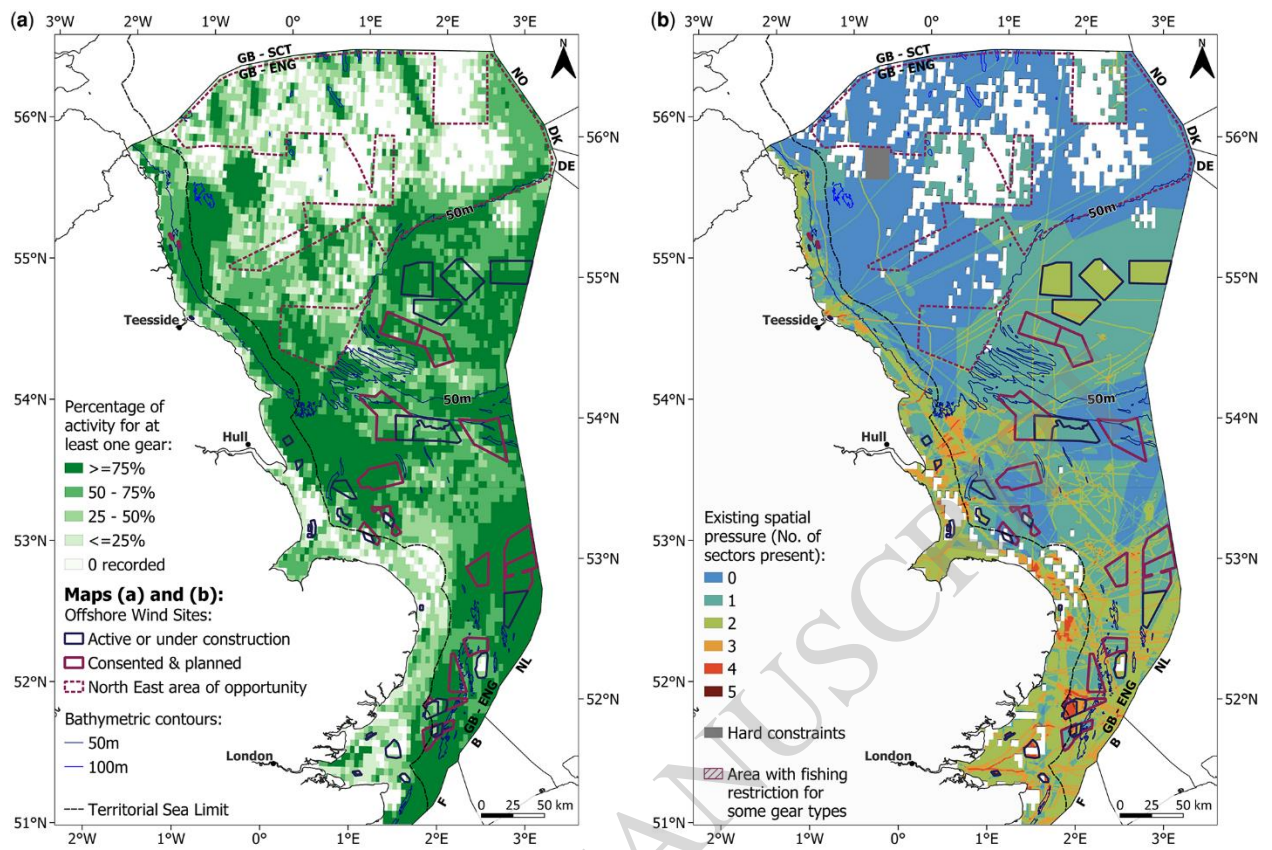 (a)
3°W 2°W 1°W 0° 1°E 2°E 3°E
GB - SCT
GB - ENG
NO
DK
DE
N
56°N
55°N
54°N
53°N
52°N
51°N
50m
Teesside
50m
Hull
London
NL
GB - ENG
B
F
Percentage of
activity for at
least one gear:
>=75%
50 - 75%
25 - 50%
<=25%
0 recorded
Maps (a) and (b):
Offshore Wind Sites:
Active or under construction
Consented & planned
North East area of opportunity
Bathymetric contours:
50m
100m
Territorial Sea Limit
0 25 50 km
2°W 1°W 0° 1°E 2°E 3°E
56°N
55°N
54°N
53°N
52°N
51°N
(b)
3°W 2°W 1°W 0° 1°E 2°E 3°E
GB - SCT
GB - ENG
NO
DK
DE
N
56°N
55°N
54°N
53°N
52°N
51°N
50m
Teesside
50m
Hull
London
NL
GB - ENG
B
F
Existing spatial
pressure (No. of
sectors present):
0
1
2
3
4
5
Hard constraints
Area with fishing
restriction for
some gear types
0 25 50 km
2°W 1°W 0° 1°E 2°E 3°E
56°N
55°N
54°N
53°N
52°N
51°N
MANUSCR